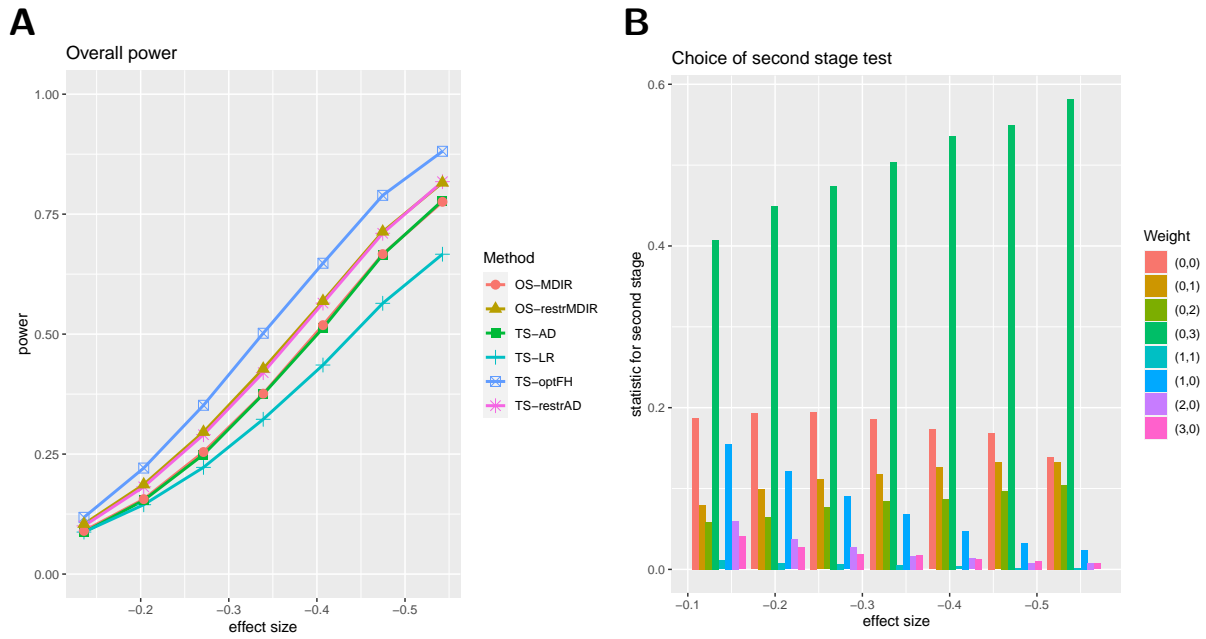 A
Overall power
1.00
0.75
0.50
0.25
0.00
power
−0.2
−0.3
−0.4
−0.5
effect size
Method
OS−MDIR
OS−restrMDIR
TS−AD
TS−LR
TS−optFH
TS−restrAD
B
Choice of second stage test
0.6
0.4
0.2
0.0
statistic for second stage
−0.1
−0.2
−0.3
−0.4
−0.5
effect size
Weight
(0,0)
(0,1)
(0,2)
(0,3)
(1,1)
(1,0)
(2,0)
(3,0)